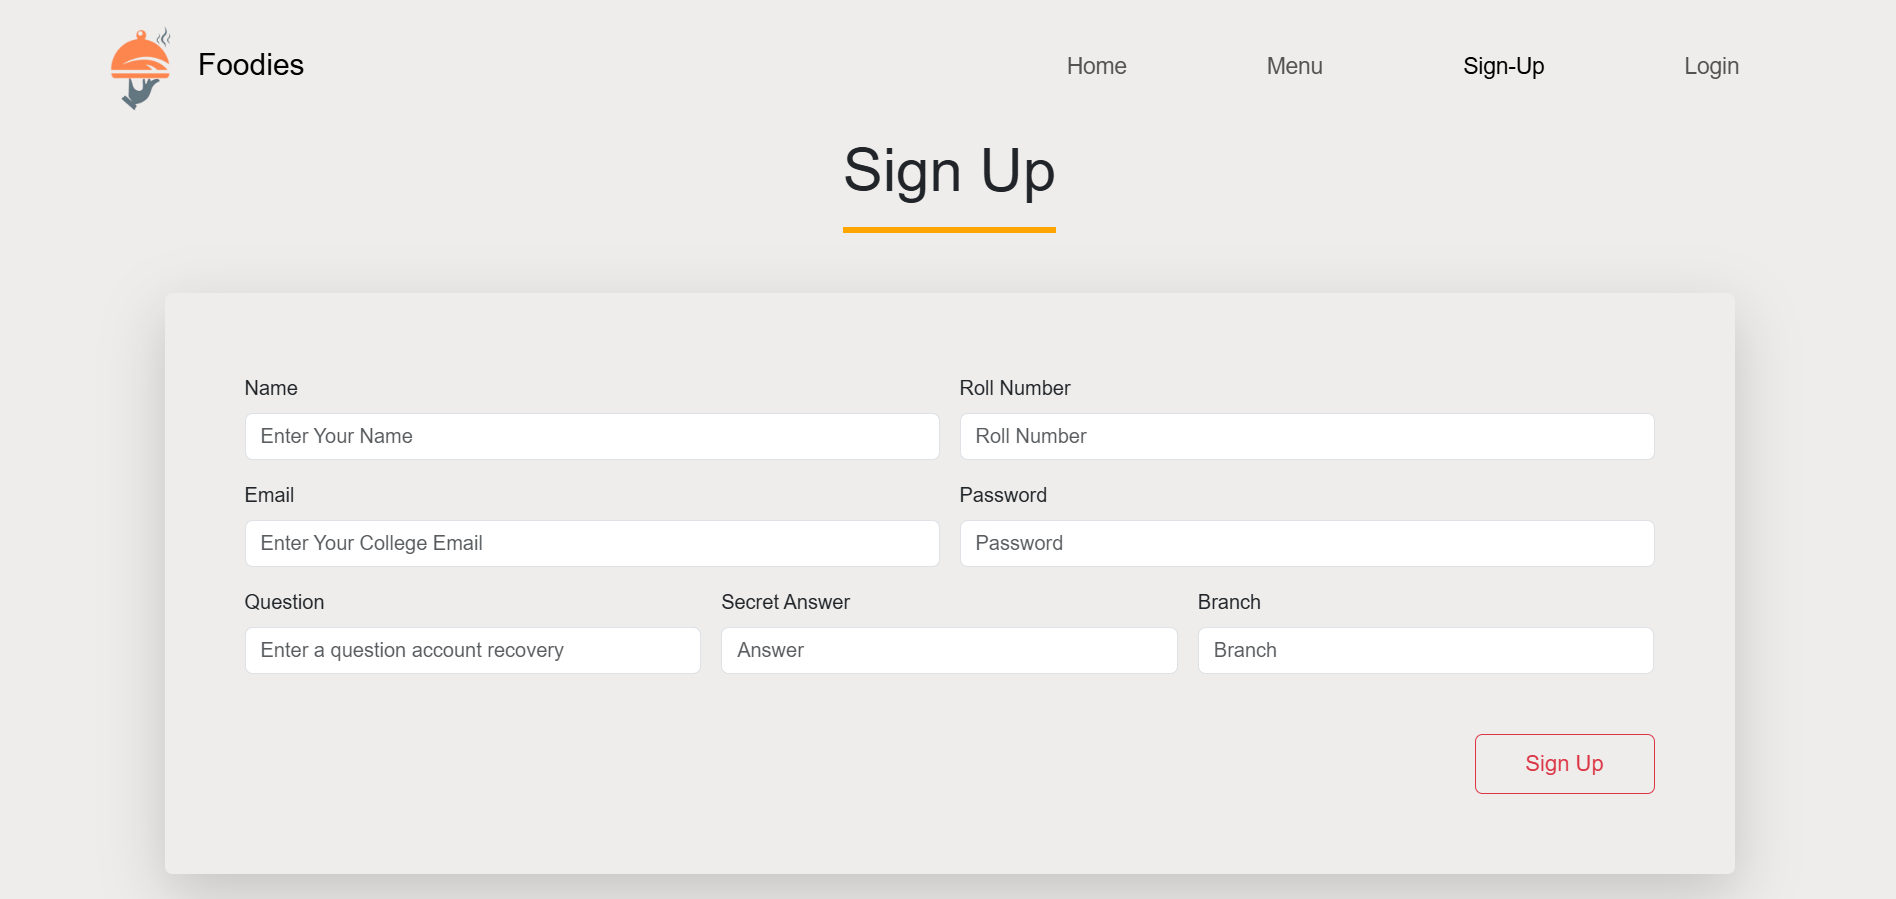 Foodies
Home Menu Sign-Up Login
Sign Up
Name Roll Number
Enter Your Name Roll Number
Email Password
Enter Your College Email Password
Question Secret Answer Branch
Enter a question account recovery Answer Branch
Sign Up